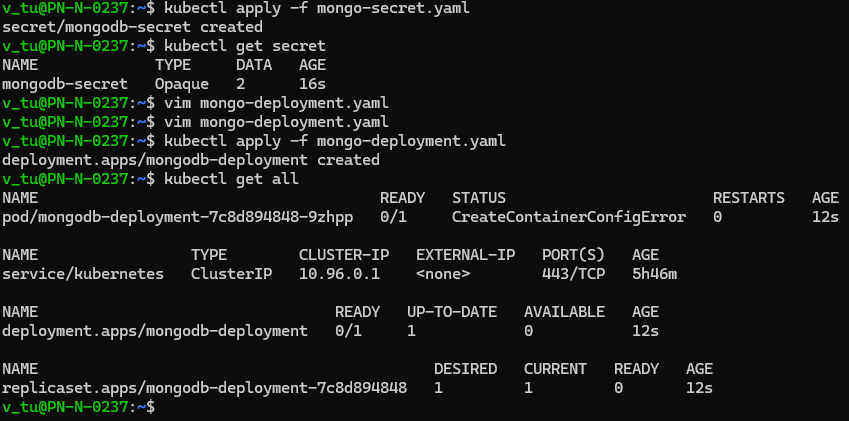 v_tu@PN-N-0237:~$ kubectl apply -f mongo-secret.yaml
secret/mongodb-secret created
v_tu@PN-N-0237:~$ kubectl get secret
NAME             TYPE     DATA   AGE
mongodb-secret   Opaque   2      16s
v_tu@PN-N-0237:~$ vim mongo-deployment.yaml
v_tu@PN-N-0237:~$ vim mongo-deployment.yaml
v_tu@PN-N-0237:~$ kubectl apply -f mongo-deployment.yaml
deployment.apps/mongodb-deployment created
v_tu@PN-N-0237:~$ kubectl get all
NAME                                      READY   STATUS                       RESTARTS   AGE
pod/mongodb-deployment-7c8d894848-9zhpp   0/1     CreateContainerConfigError   0          12s
NAME                 TYPE        CLUSTER-IP   EXTERNAL-IP   PORT(S)   AGE
service/kubernetes   ClusterIP   10.96.0.1    <none>        443/TCP   5h46m
NAME                                 READY   UP-TO-DATE   AVAILABLE   AGE
deployment.apps/mongodb-deployment   0/1     1            0           12s
NAME                                            DESIRED   CURRENT   READY   AGE
replicaset.apps/mongodb-deployment-7c8d894848   1         1         0       12s
v_tu@PN-N-0237:~$